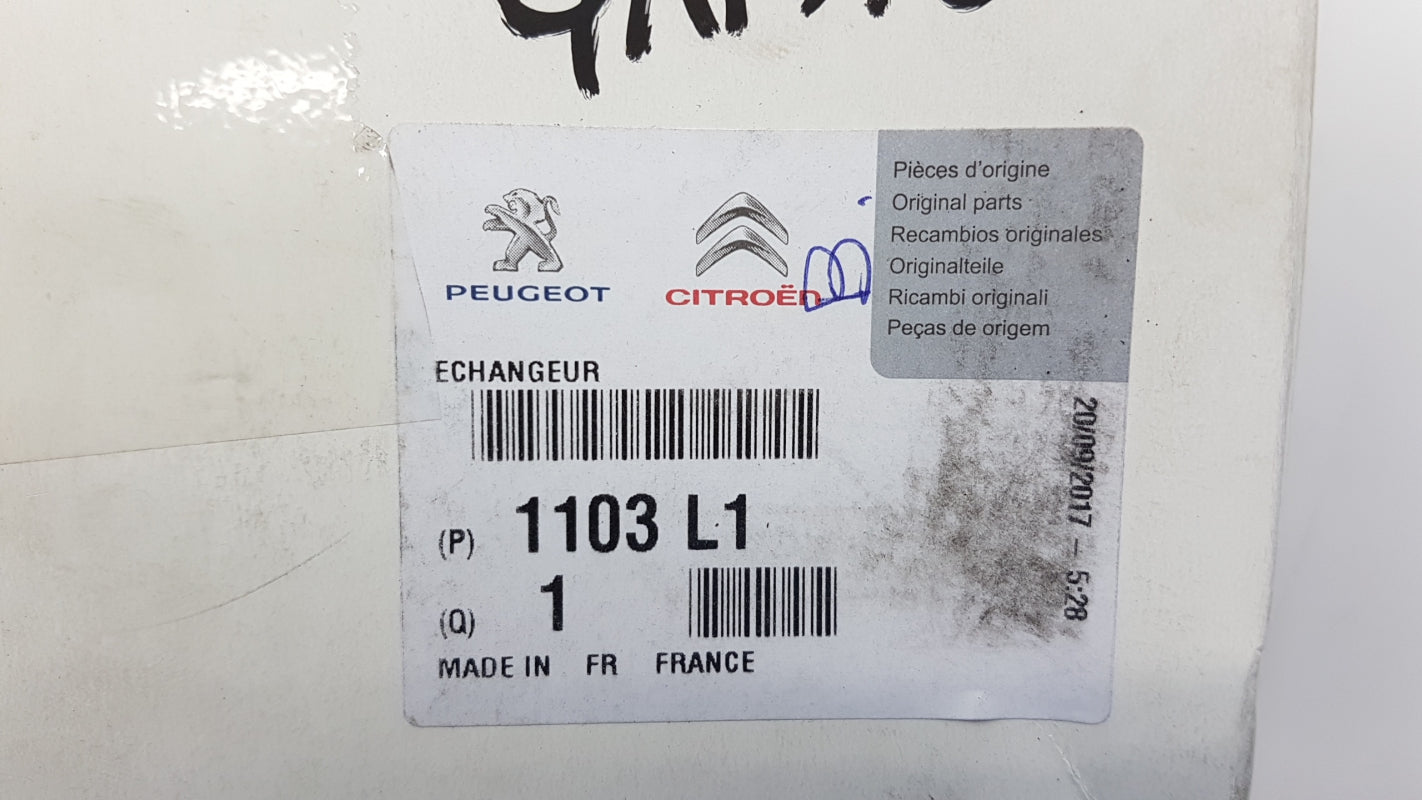 PEUGEOT
CITROËN
Pièces d'origine
Original parts
Recambios originales
Originalteile
Ricambi originali
Peças de origem
ECHANGEUR
(P) 1103 L1
(Q) 1
MADE IN FR FRANCE
20/09/2017 – 5:28